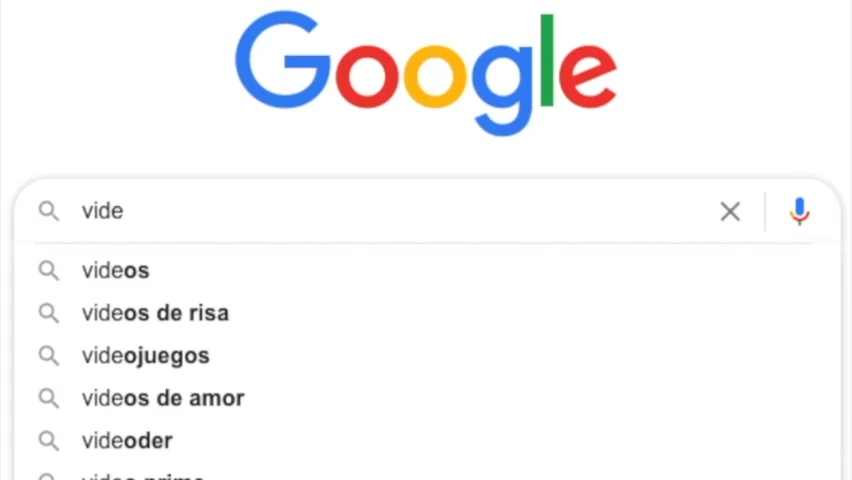 Google
vide
videos
videos de risa
videojuegos
videos de amor
videoder